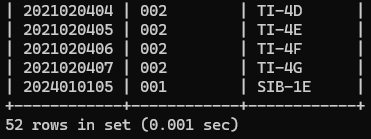 | 2021020404 | 002 | TI-4D |
| 2021020405 | 002 | TI-4E |
| 2021020406 | 002 | TI-4F |
| 2021020407 | 002 | TI-4G |
| 2024010105 | 001 | SIB-1E |
+------------+------------+-----------+
52 rows in set (0.001 sec)